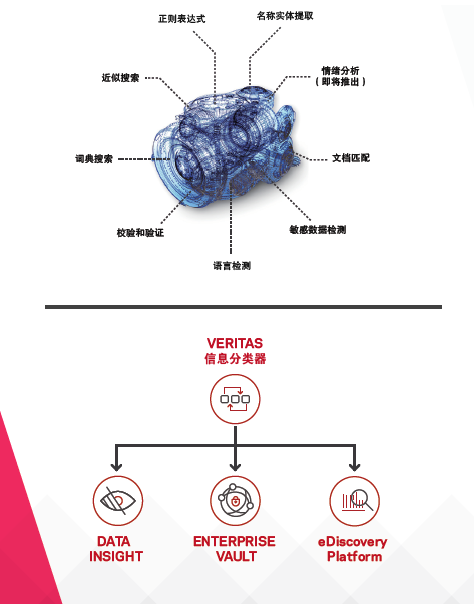 正则表达式
名称实体提取
近似搜索
情绪分析
（即将推出）
词典搜索
文档匹配
校验和验证
敏感数据检测
语言检测
VERITAS
信息分类器
DATA
INSIGHT
ENTERPRISE
VAULT
eDiscovery
Platform